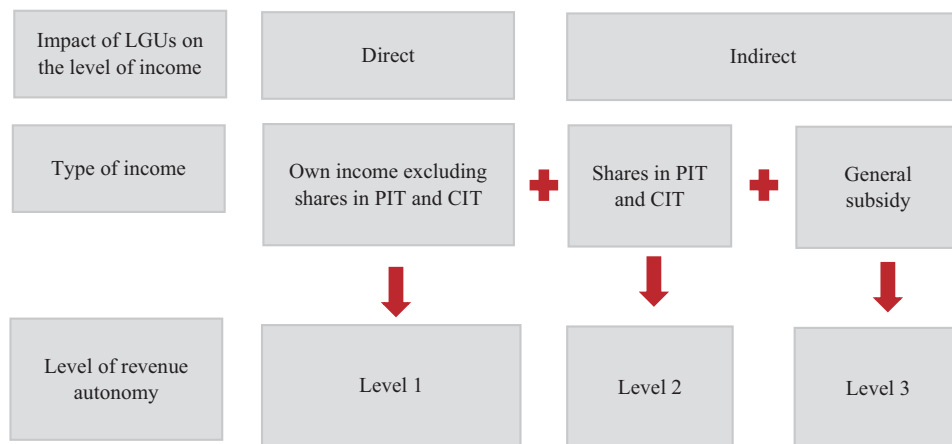 Impact of LGUs on
the level of income
Direct
Indirect
Type of income
Own income excluding
shares in PIT and CIT
Shares in PIT
and CIT
General
subsidy
Level of revenue
autonomy
Level 1
Level 2
Level 3